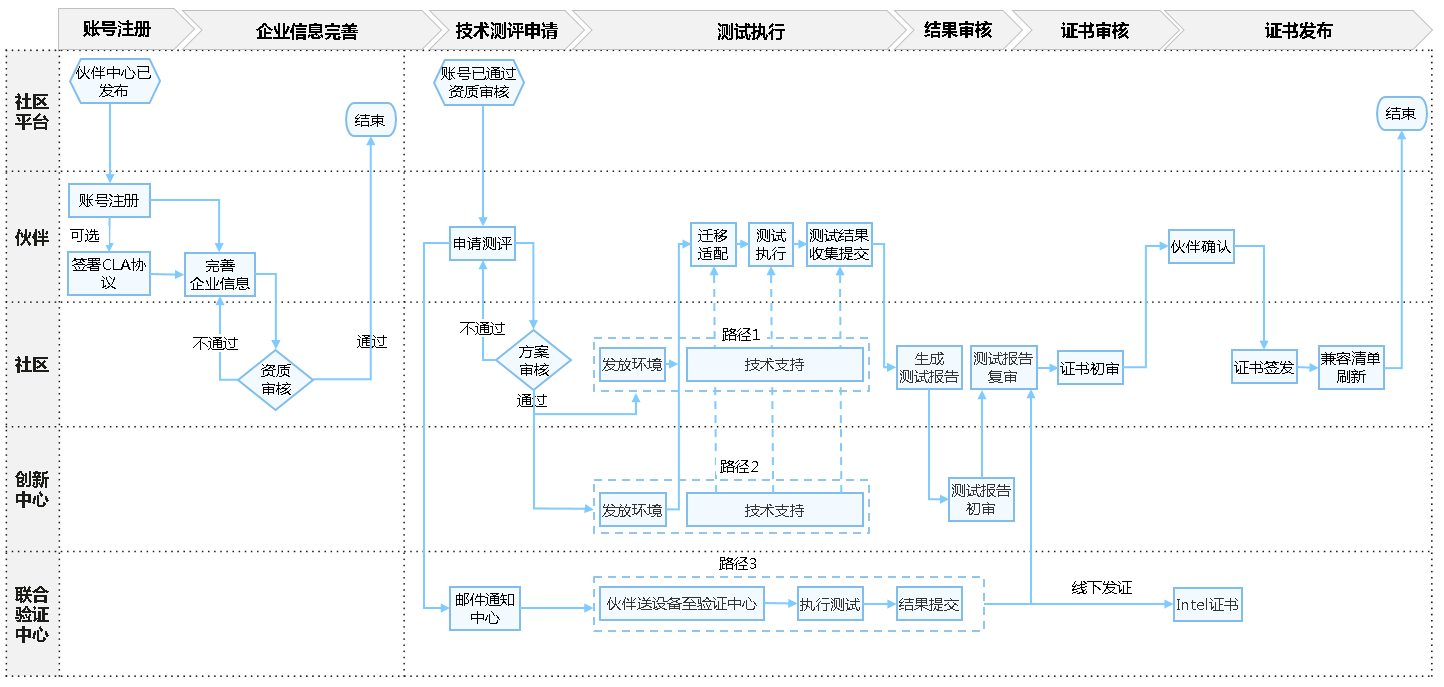 账号注册
企业信息完善
技术测评申请
测试执行
结果审核
证书审核
证书发布
社区
平台
伙伴中心已
发布
结束
账号已通过
资质审核
结束
伙伴
账号注册
可选
签署CLA协
议
完善
企业信息
申请测评
迁移
适配
测试
执行
测试结果
收集提交
伙伴确认
社区
不通过
资质
审核
通过
不通过
方案
审核
通过
路径1
发放环境
技术支持
生成
测试报告
测试报告
复审
证书初审
证书签发
兼容清单
刷新
创新
中心
路径2
发放环境
技术支持
测试报告
初审
联合
验证
中心
邮件通知
中心
路径3
伙伴送设备至验证中心
执行测试
结果提交
线下发证
Intel证书